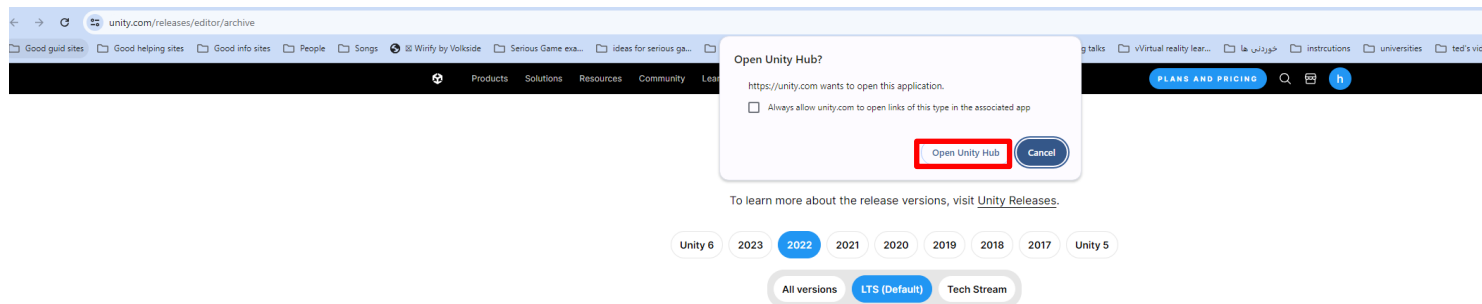 unity.com/releases/editor/archive
Good guid sites Good helping sites Good info sites People Songs Wirify by Volkside Serious Game exa... ideas for serious ga... g talks vVirtual reality lear... خوردنی ها instrcutions universities ted's vic
Products Solutions Resources Community Lear PLANS AND PRICING h
Open Unity Hub?
https://unity.com wants to open this application.
Always allow unity.com to open links of this type in the associated app
Open Unity Hub Cancel
To learn more about the release versions, visit Unity Releases.
Unity 6 2023 2022 2021 2020 2019 2018 2017 Unity 5
All versions LTS (Default) Tech Stream